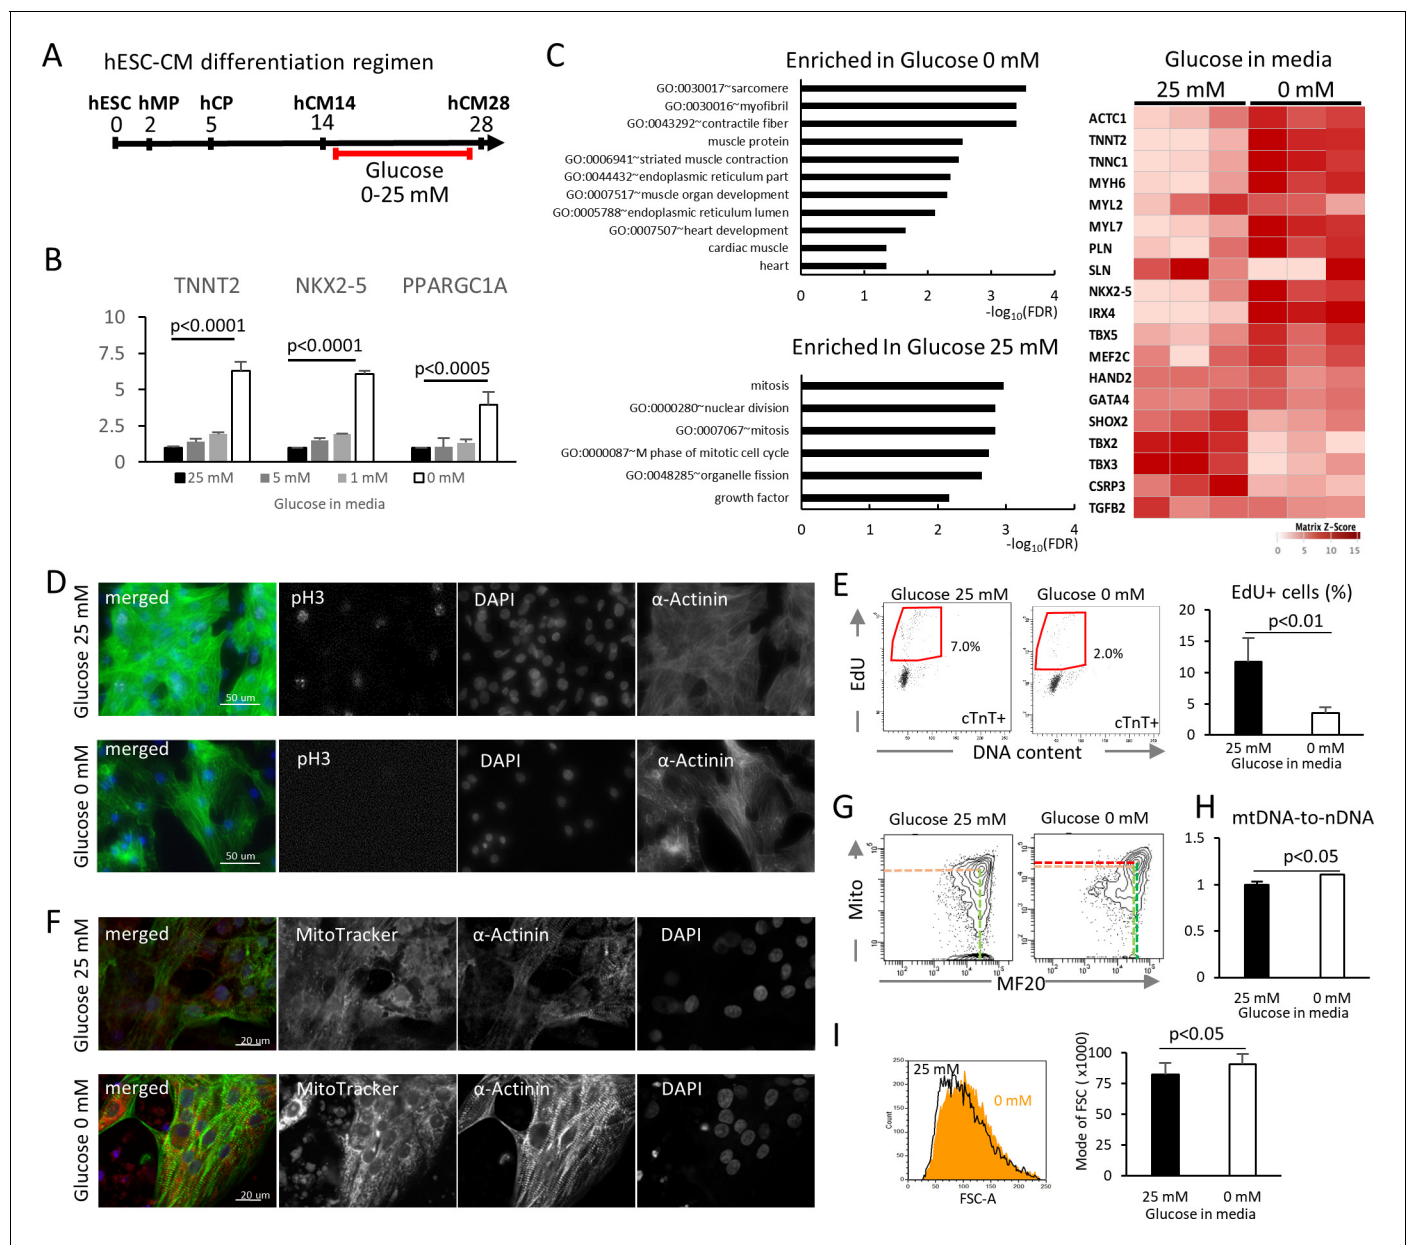 A
hESC-CM differentiation regimen
hESC hMP hCP hCM14 hCM28
0 2 5 14 28
Glucose
0-25 mM
B
TNNT2 NKX2-5 PPARGC1A
10
7.5
5
2.5
0
p<0.0001
p<0.0001
p<0.0005
25 mM 5 mM 1 mM 0 mM
Glucose in media
C
Enriched in Glucose 0 mM
GO:0030017~sarcomere
GO:0030016~myofibril
GO:0043292~contractile fiber
muscle protein
GO:0006941~striated muscle contraction
GO:0044432~endoplasmic reticulum part
GO:0007517~muscle organ development
GO:0005788~endoplasmic reticulum lumen
GO:0007507~heart development
cardiac muscle
heart
0 1 2 3 4
-log10(FDR)
Enriched In Glucose 25 mM
mitosis
GO:0000280~nuclear division
GO:0007067~mitosis
GO:0000087~M phase of mitotic cell cycle
GO:0048285~organelle fission
growth factor
0 1 2 3 4
-log10(FDR)
Glucose in media
25 mM 0 mM
ACTC1
TNNT2
TNNC1
MYH6
MYL2
MYL7
PLN
SLN
NKX2-5
IRX4
TBX5
MEF2C
HAND2
GATA4
SHOX2
TBX2
TBX3
CSRP3
TGFB2
Matrix Z-Score
0 5 10 15
D
Glucose 25 mM
merged pH3 DAPI α-Actinin
50 um
Glucose 0 mM
merged pH3 DAPI α-Actinin
50 um
E
Glucose 25 mM Glucose 0 mM
EdU
7.0%
2.0%
cTnT+ cTnT+
DNA content
EdU+ cells (%)
20
15
10
5
0
p<0.01
25 mM 0 mM
Glucose in media
F
Glucose 25 mM
merged MitoTracker α-Actinin DAPI
20 um
Glucose 0 mM
merged MitoTracker α-Actinin DAPI
20 um
G
Glucose 25 mM Glucose 0 mM
Mito
MF20
H
mtDNA-to-nDNA
1.5
1
0.5
0
p<0.05
25 mM 0 mM
Glucose in media
I
25 mM
0 mM
Count
250
200
150
100
50
0
0 50 100 150 200 250
FSC-A
Mode of FSC ( x1000)
100
75
50
25
0
p<0.05
25 mM 0 mM
Glucose in media